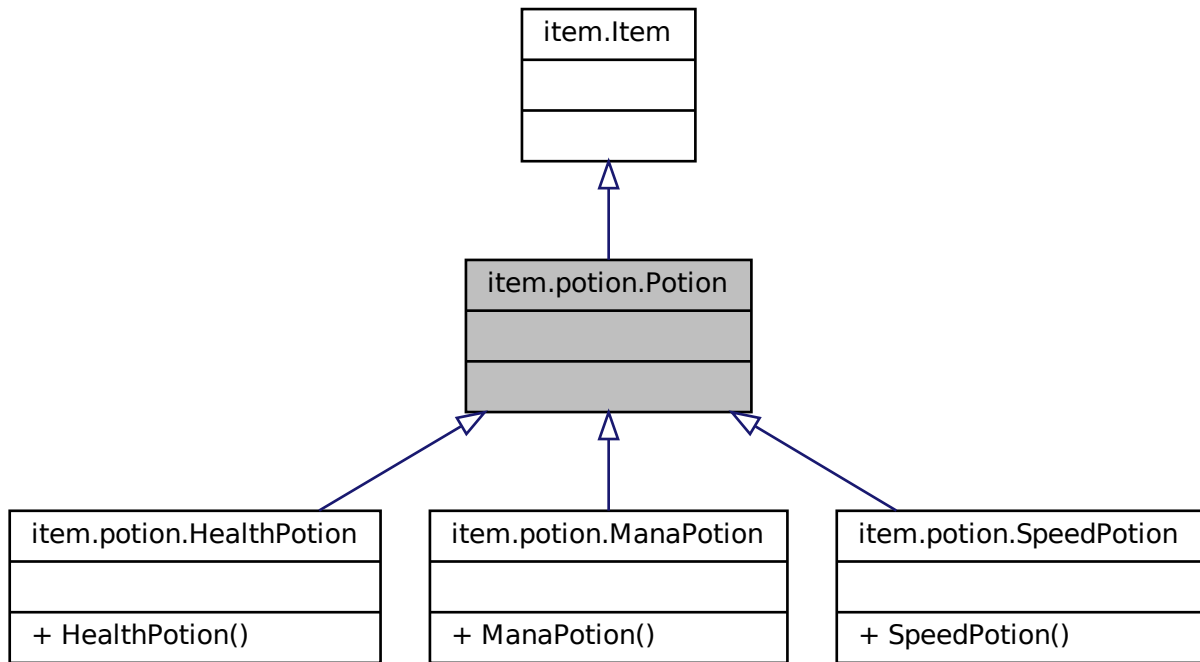 item.Item
item.potion.Potion
item.potion.HealthPotion
+ HealthPotion()
item.potion.ManaPotion
+ ManaPotion()
item.potion.SpeedPotion
+ SpeedPotion()